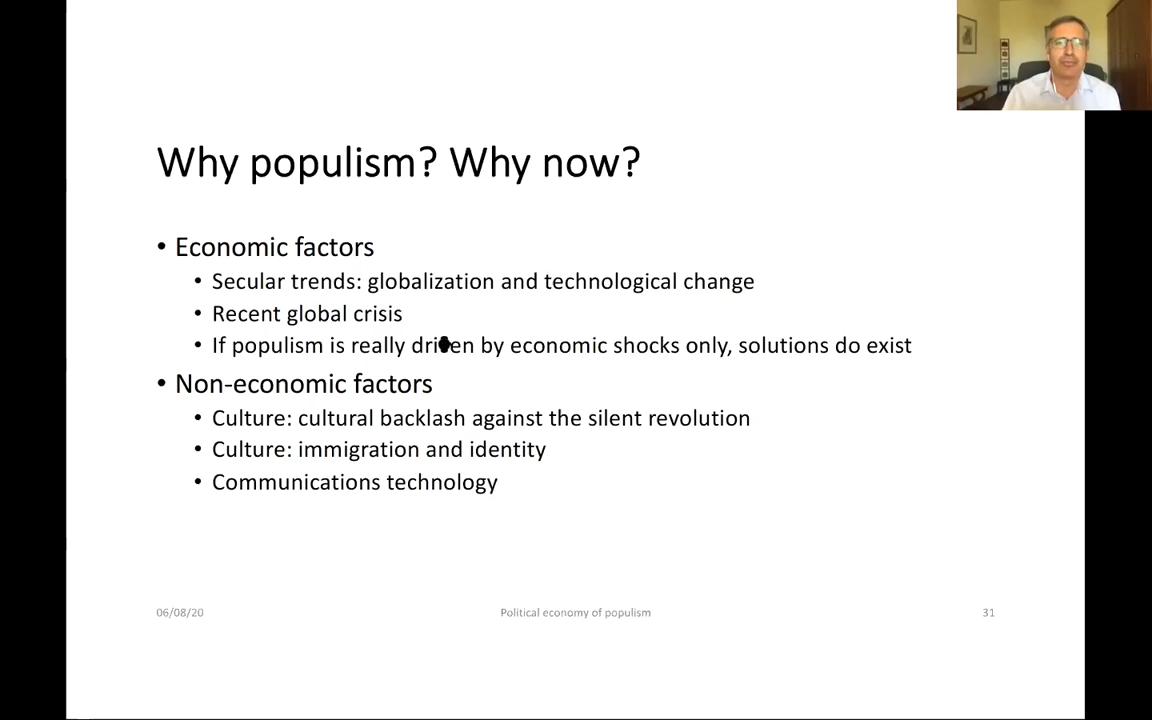 Why populism? Why now?
• Economic factors
• Secular trends: globalization and technological change
• Recent global crisis
• If populism is really driven by economic shocks only, solutions do exist
• Non-economic factors
• Culture: cultural backlash against the silent revolution
• Culture: immigration and identity
• Communications technology
06/08/20
Political economy of populism
31